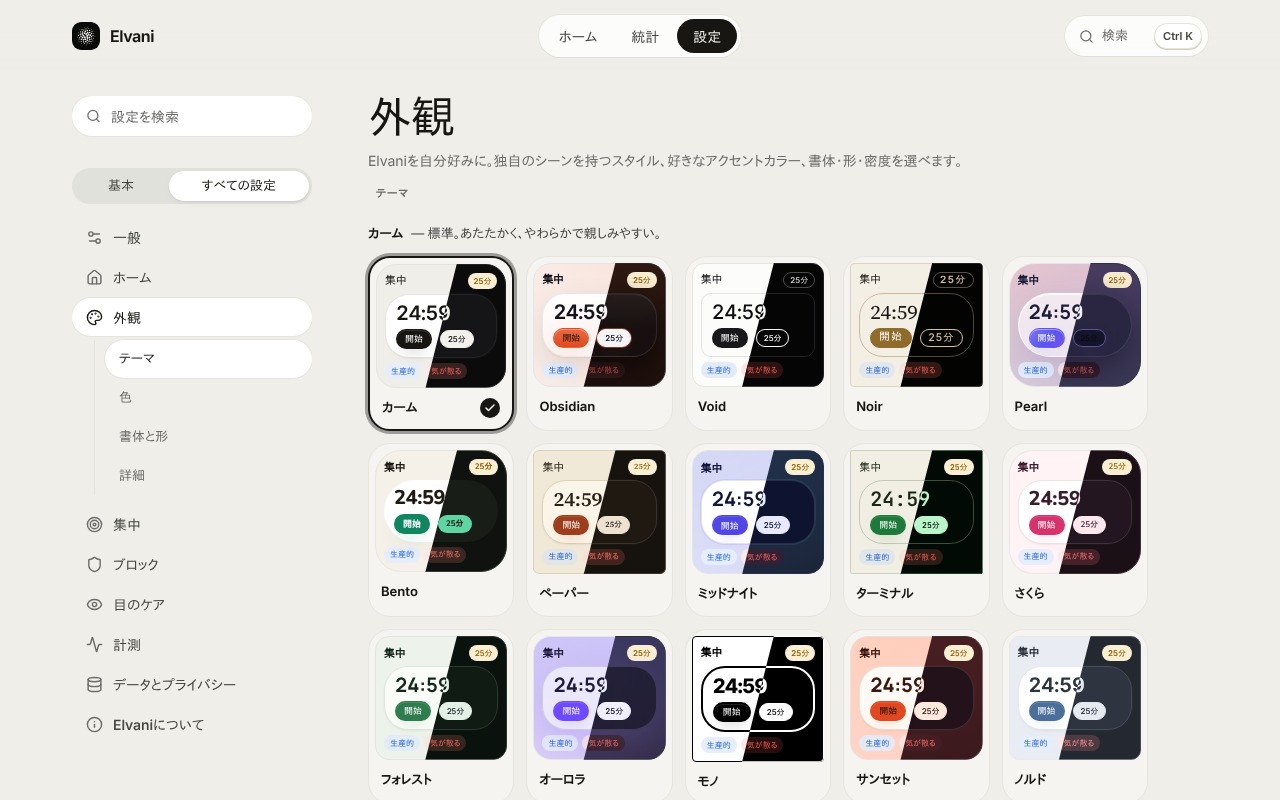 Elvani
ホーム
統計
設定
検索
Ctrl K
設定を検索
基本
すべての設定
一般
ホーム
外観
テーマ
色
書体と形
詳細
集中
ブロック
目のケア
計測
データとプライバシー
Elvaniについて
外観
Elvaniを自分好みに。独自のシーンを持つスタイル、好きなアクセントカラー、書体・形・密度を選べます。
テーマ
カーム — 標準。あたたかく、やわらかで親しみやすい。
集中 25分
24:59
開始 25分
生産的 気が散る
カーム
集中 25分
24:59
開始 25分
生産的 気が散る
Obsidian
集中 25分
24:59
開始 25分
生産的 気が散る
Void
集中 25分
24:59
開始 25分
生産的 気が散る
Noir
集中 25分
24:59
開始 25分
生産的 気が散る
Pearl
集中 25分
24:59
開始 25分
生産的 気が散る
Bento
集中 25分
24:59
開始 25分
生産的 気が散る
ペーパー
集中 25分
24:59
開始 25分
生産的 気が散る
ミッドナイト
集中 25分
24:59
開始 25分
生産的 気が散る
ターミナル
集中 25分
24:59
開始 25分
生産的 気が散る
さくら
集中 25分
24:59
開始 25分
生産的 気が散る
フォレスト
集中 25分
24:59
開始 25分
生産的 気が散る
オーロラ
集中 25分
24:59
開始 25分
生産的 気が散る
モノ
集中 25分
24:59
開始 25分
生産的 気が散る
サンセット
集中 25分
24:59
開始 25分
生産的 気が散る
ノルド